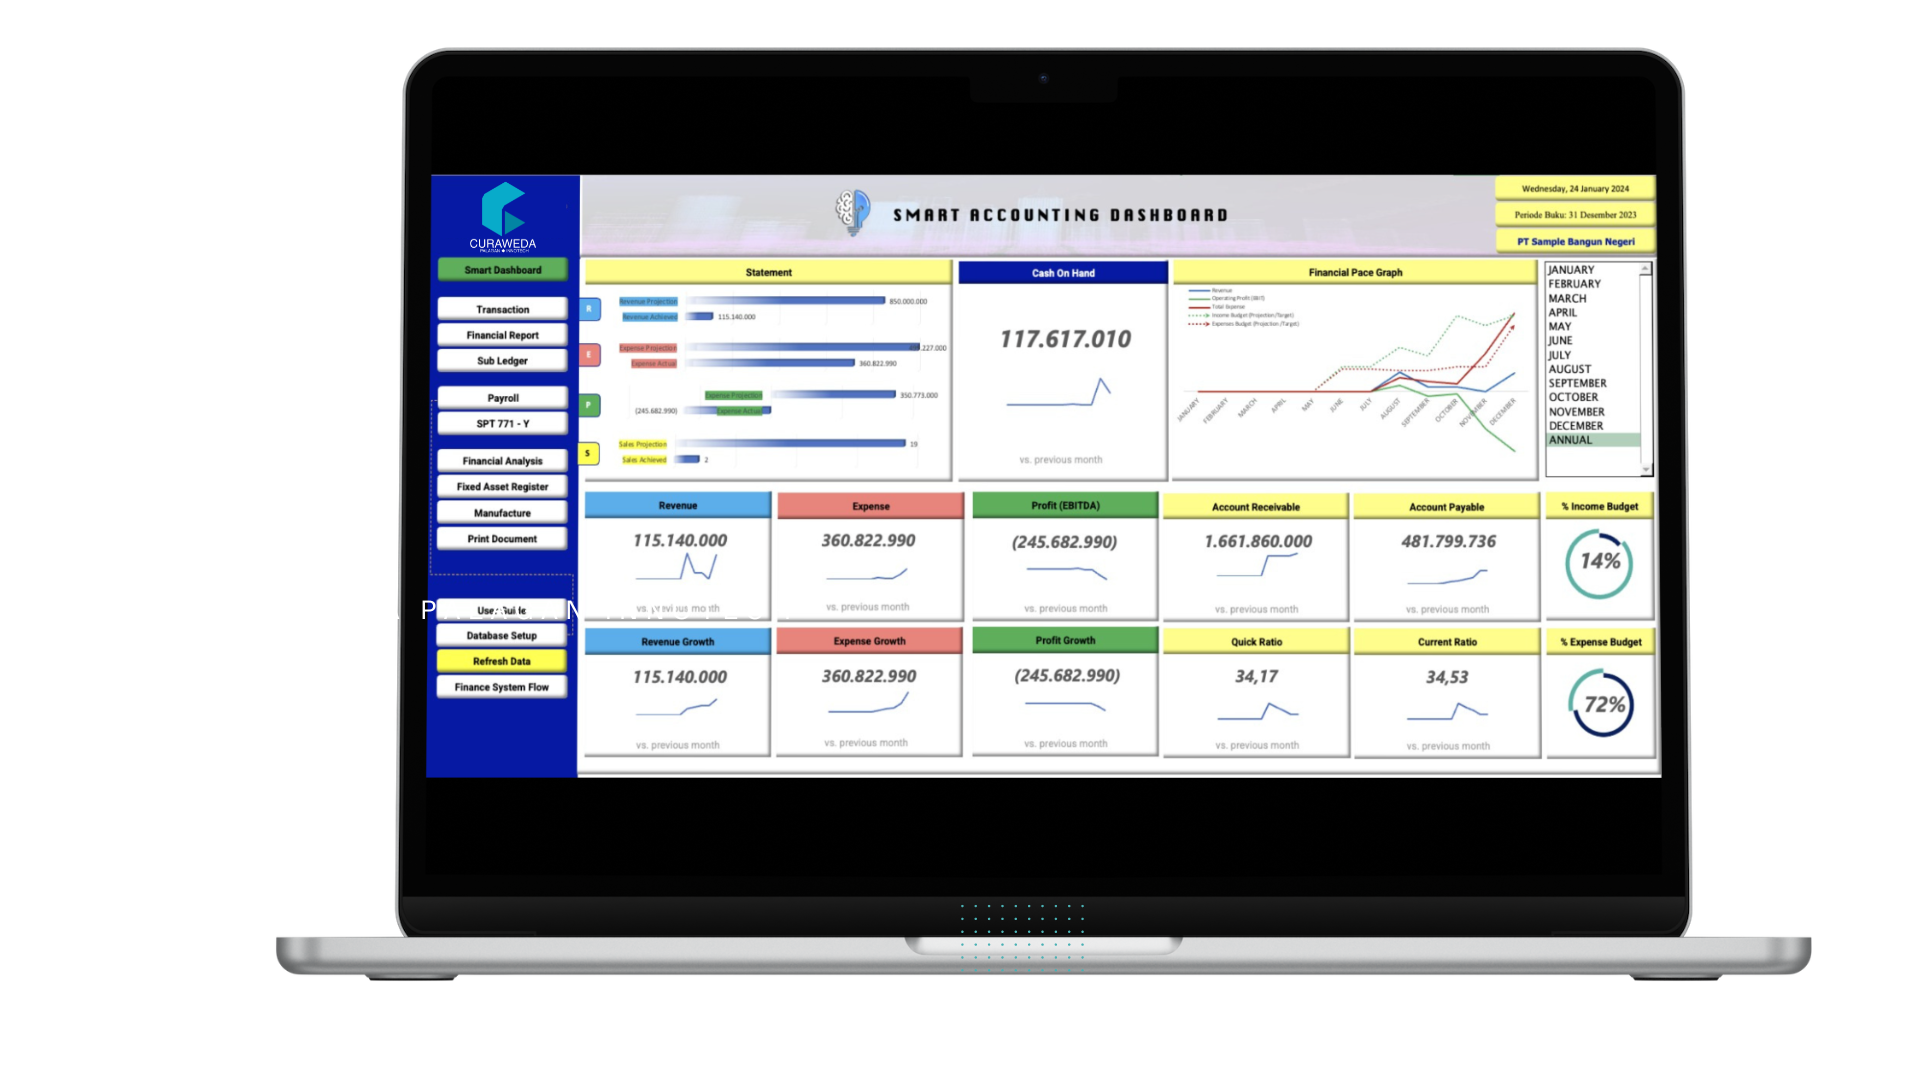 CURAWEDA
SMART ACCOUNTING DASHBOARD
Wednesday, 24 January 2024
Periode Buku: 31 Desember 2023
PT Sample Bangun Negeri
Smart Dashboard
Transaction
Financial Report
Sub Ledger
Payroll
SPT 771 - Y
Financial Analysis
Fixed Asset Register
Manufacture
Print Document
Database Setup
Refresh Data
Finance System Flow
Statement
R
Revenue Projection
850.000.000
Revenue Achieved
115.140.000
E
Expense Projection
.227.000
Expense Actual
360.822.990
P
Expense Projection
350.773.000
(245.682.990)
Expense Actual
S
Sales Projection
19
Sales Achieved
2
Cash On Hand
117.617.010
vs. previous month
Financial Pace Graph
Revenue
Operating Profit (EBIT)
Total Expense
Income Budget (Projection/Target)
Expenses Budget (Projection /Target)
JANUARY
FEBRUARY
MARCH
APRIL
MAY
JUNE
JULY
AUGUST
SEPTEMBER
OCTOBER
NOVEMBER
DECEMBER
JANUARY
FEBRUARY
MARCH
APRIL
MAY
JUNE
JULY
AUGUST
SEPTEMBER
OCTOBER
NOVEMBER
DECEMBER
ANNUAL
Revenue
115.140.000
Expense
360.822.990
vs. previous month
Profit (EBITDA)
(245.682.990)
vs. previous month
Account Receivable
1.661.860.000
vs. previous month
Account Payable
481.799.736
vs. previous month
% Income Budget
14%
Revenue Growth
115.140.000
vs. previous month
Expense Growth
360.822.990
vs. previous month
Profit Growth
(245.682.990)
vs. previous month
Quick Ratio
34,17
vs. previous month
Current Ratio
34,53
vs. previous month
% Expense Budget
72%